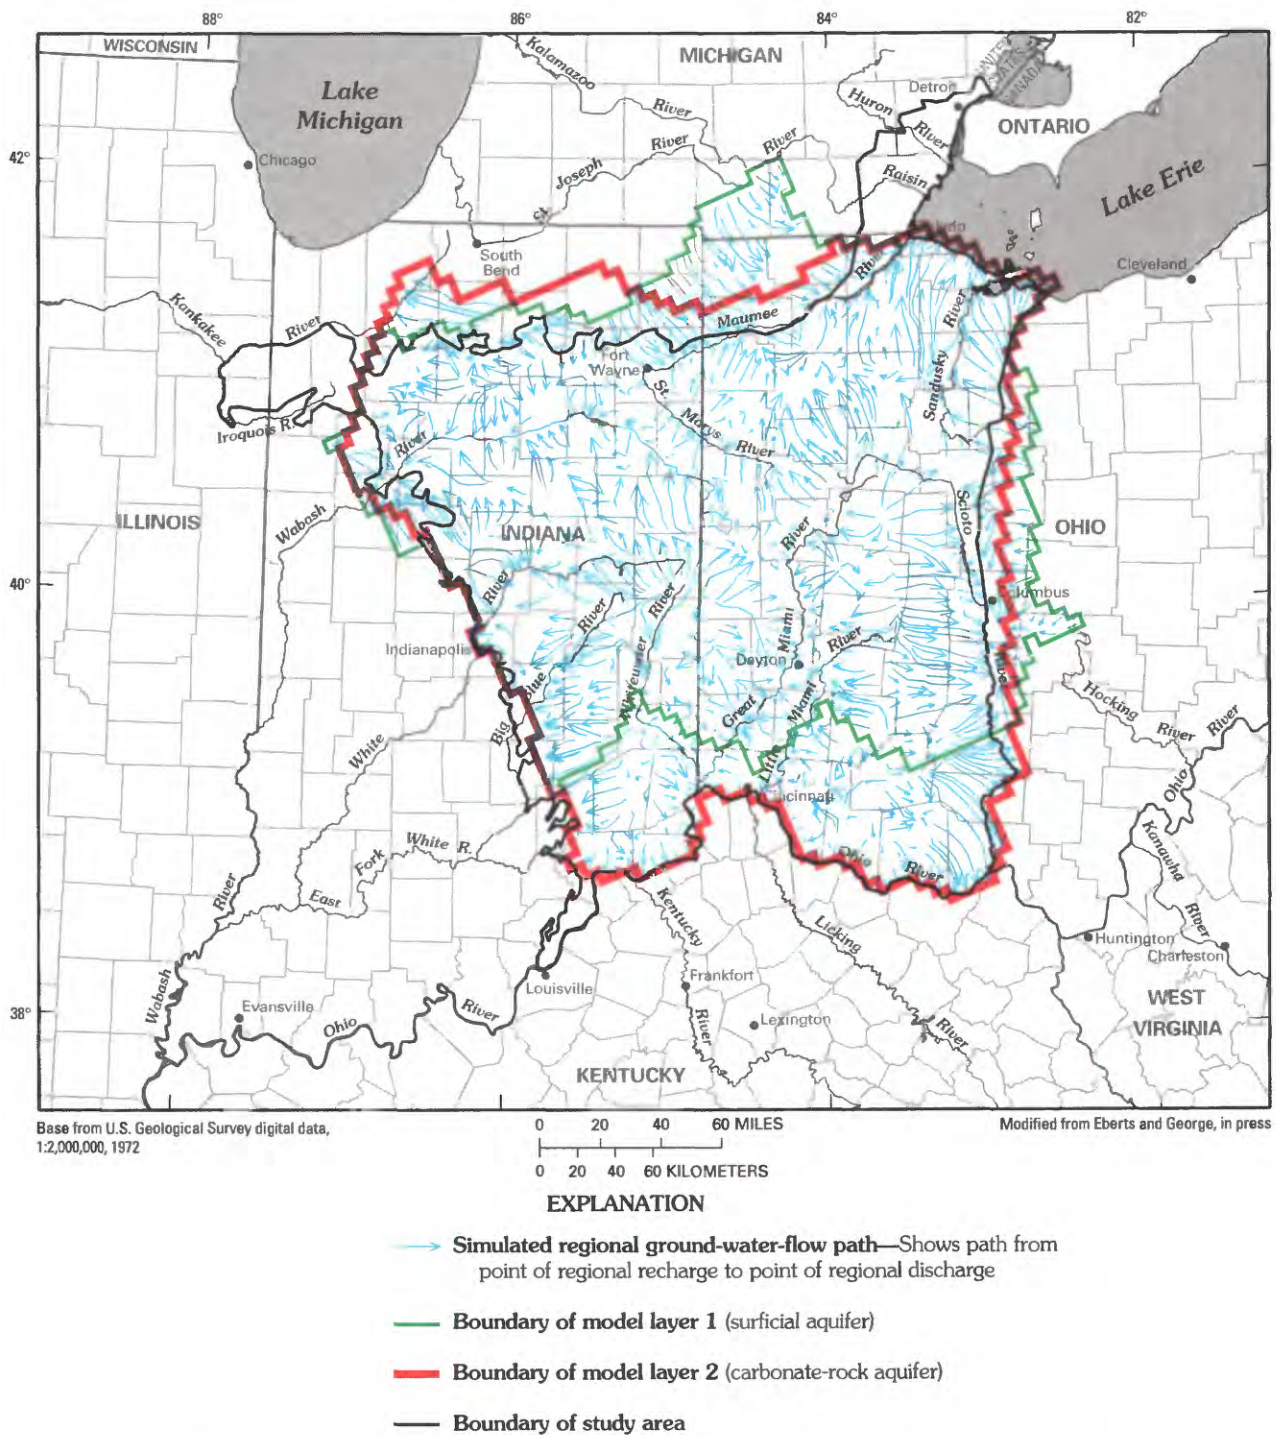 88°
86°
84°
82°
WISCONSIN
MICHIGAN
Kalamazoo
River
Lake
Michigan
Huron
River
Detroit
UNITED
STATES
CANADA
ONTARIO
42°
Chicago
St.
Joseph
River
River
Raisin
Lake Erie
South
Bend
Cleveland
Kankakee
River
Maumee
River
River
Sandusky
Fort
Wayne
St.
Marys
River
Iroquois R.
River
Scioto
River
ILLINOIS
Wabash
INDIANA
River
OHIO
40°
River
River
River
Columbus
Miami
River
Indianapolis
Dayton
Big
Blue
Great
Miami
Little
Hocking
River
River
Ohio
White
Cincinnati
White R.
Fork
East
River
Ohio
River
Kanawha
River
Kentucky
River
Licking
River
Huntington
Charleston
Wabash
Evansville
Louisville
Frankfort
Lexington
38°
Ohio
River
WEST
VIRGINIA
KENTUCKY
Base from U.S. Geological Survey digital data,
1:2,000,000, 1972
0 20 40 60 MILES
0 20 40 60 KILOMETERS
Modified from Eberts and George, in press
EXPLANATION
Simulated regional ground-water-flow path—Shows path from
point of regional recharge to point of regional discharge
Boundary of model layer 1 (surficial aquifer)
Boundary of model layer 2 (carbonate-rock aquifer)
Boundary of study area